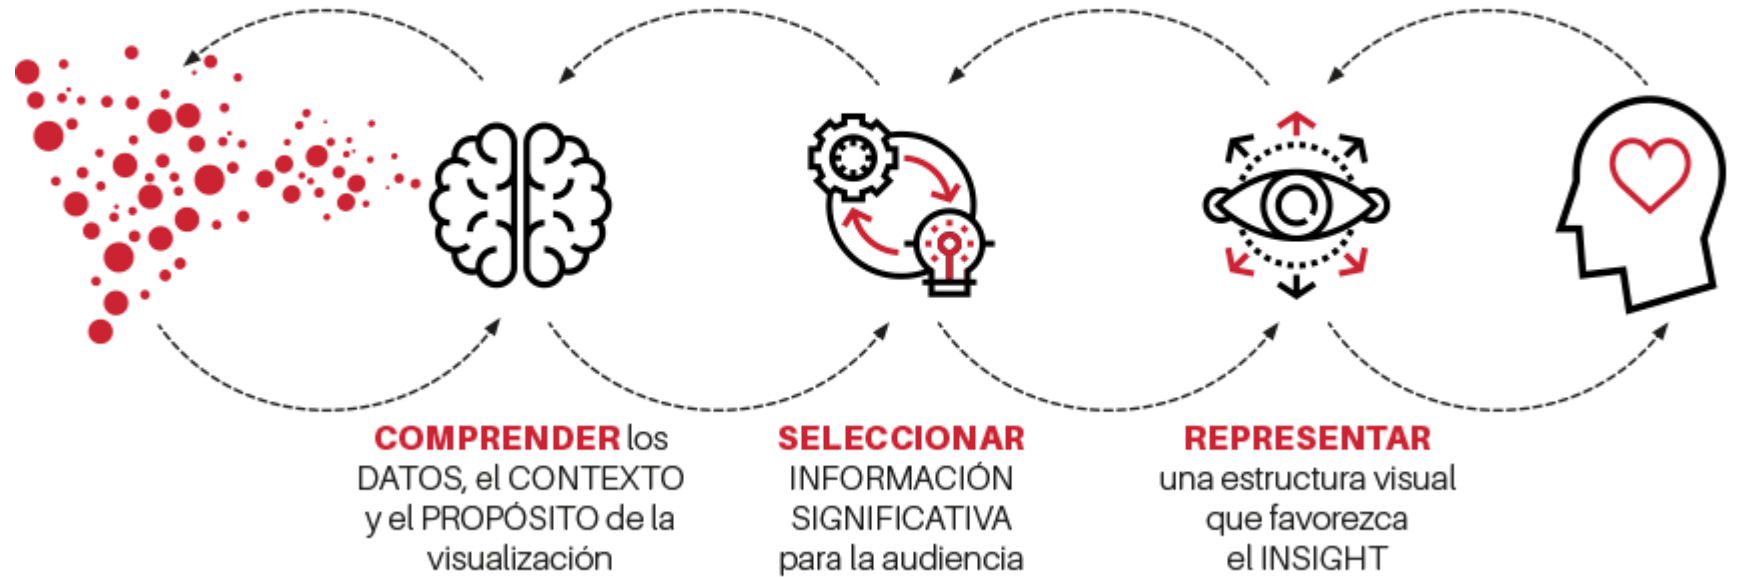 COMPRENDER los
DATOS, el CONTEXTO
y el PROPÓSITO de la
visualización
SELECCIONAR
INFORMACIÓN
SIGNIFICATIVA
para la audiencia
REPRESENTAR
una estructura visual
que favorezca
el INSIGHT